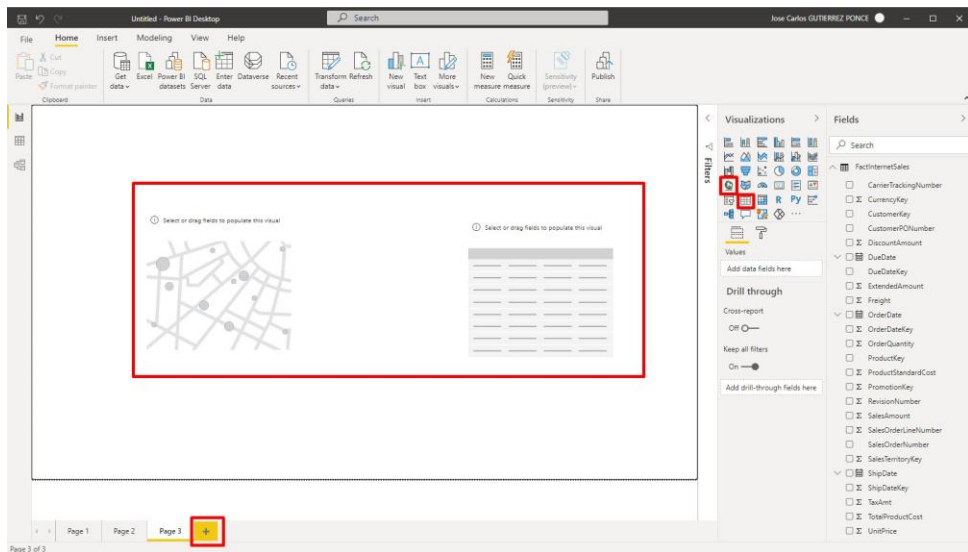 Untitled - Power BI Desktop
Search
Jose Carlos GUTIERREZ PONCE
File Home Insert Modeling View Help
Paste
Cut
Copy
Format painter
Get data
Excel
Power BI datasets
SQL Server
Enter data
Dataverse
Recent sources
Transform data
Refresh
New visual
Text box
More visuals
New measure
Quick measure
Sensitivity (preview)
Publish
Clipboard
Data
Queries
Insert
Calculations
Sensitivity
Share
Select or drag fields to populate this visual
Select or drag fields to populate this visual
Filters
Visualizations
R Py
Values
Add data fields here
Drill through
Cross-report
Off
Keep all filters
On
Add drill-through fields here
Fields
Search
FactInternetSales
CarrierTrackingNumber
Σ CurrencyKey
CustomerKey
CustomerPONumber
Σ DiscountAmount
DueDate
DueDateKey
Σ ExtendedAmount
Σ Freight
OrderDate
Σ OrderDateKey
Σ OrderQuantity
ProductKey
Σ ProductStandardCost
Σ PromotionKey
Σ RevisionNumber
Σ SalesAmount
Σ SalesOrderLineNumber
SalesOrderNumber
Σ SalesTerritoryKey
ShipDate
Σ ShipDateKey
Σ TaxAmt
Σ TotalProductCost
Σ UnitPrice
Page 1 Page 2 Page 3 +
Page 3 of 3